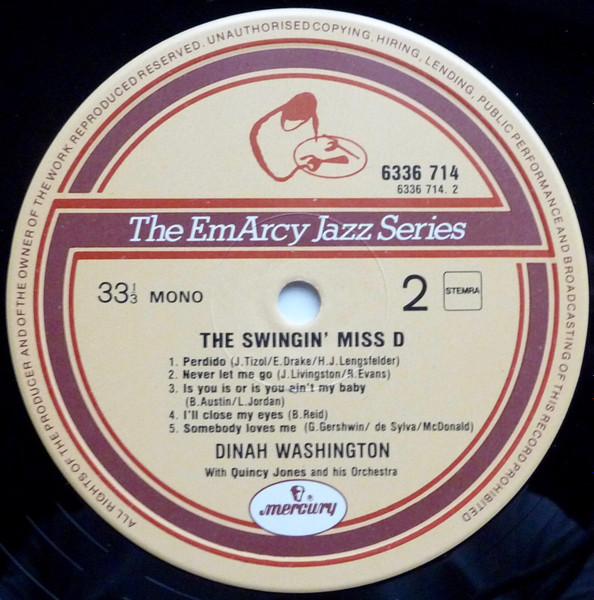 ALL RIGHTS OF THE PRODUCER AND OF THE OWNER OF THE WORK REPRODUCED RESERVED. UNAUTHORISED COPYING, HIRING, LENDING, PUBLIC PERFORMANCE AND BROADCASTING OF THIS RECORD PROHIBITED
6336 714
6336 714. 2
The EmArcy Jazz Series
33 1/3 MONO
2
STEMRA
THE SWINGIN' MISS D
1. Perdido (J.Tizol/E.Drake/H.J.Lengsfelder)
2. Never let me go (J.Livingston/R.Evans)
3. Is you is or is you ain't my baby
(B.Austin/L.Jordan)
4. I'll close my eyes (B.Reid)
5. Somebody loves me (G.Gershwin/ de Sylva/McDonald)
DINAH WASHINGTON
With Quincy Jones and his Orchestra
mercury®